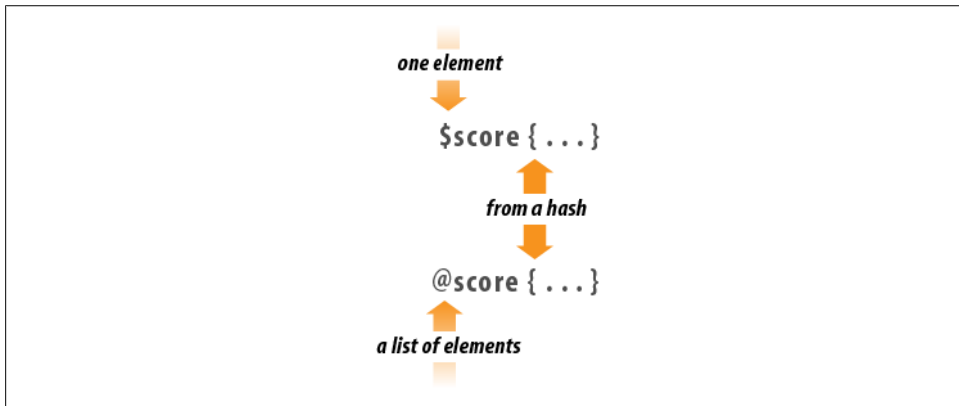 one element
$score { . . . }
from a hash
@score { . . . }
a list of elements